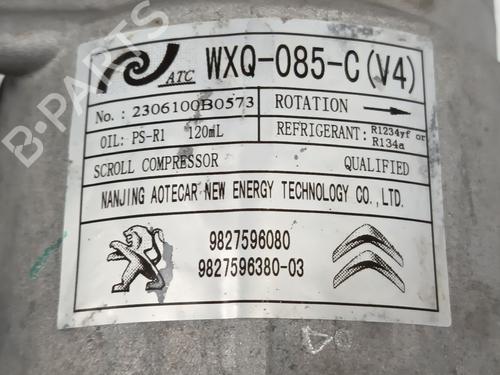 ATC WXQ-085-C(V4)
No.: 2306100B0573 ROTATION
OIL: PS-R1 120mL REFRIGERANT: R1234yf or R134a
SCROLL COMPRESSOR QUALIFIED
NANJING AOTECAR NEW ENERGY TECHNOLOGY CO.,LTD.
9827596080
9827596380-03
B-PARTS